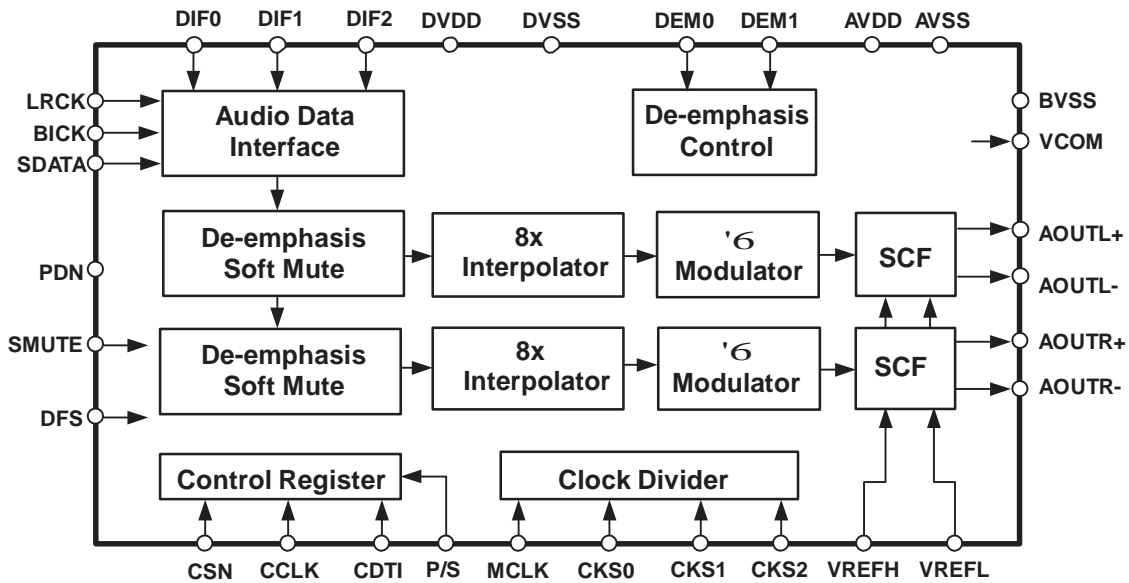 DIF0 DIF1 DIF2 DVDD DVSS DEM0 DEM1 AVDD AVSS
LRCK
BICK
SDATA
Audio Data
Interface
De-emphasis
Control
BVSS
VCOM
De-emphasis
Soft Mute
8x
Interpolator
'6
Modulator
SCF
AOUTL+
AOUTL-
PDN
SMUTE
DFS
De-emphasis
Soft Mute
8x
Interpolator
'6
Modulator
SCF
AOUTR+
AOUTR-
Control Register
Clock Divider
CSN CCLK CDTI P/S MCLK CKS0 CKS1 CKS2 VREFH VREFL